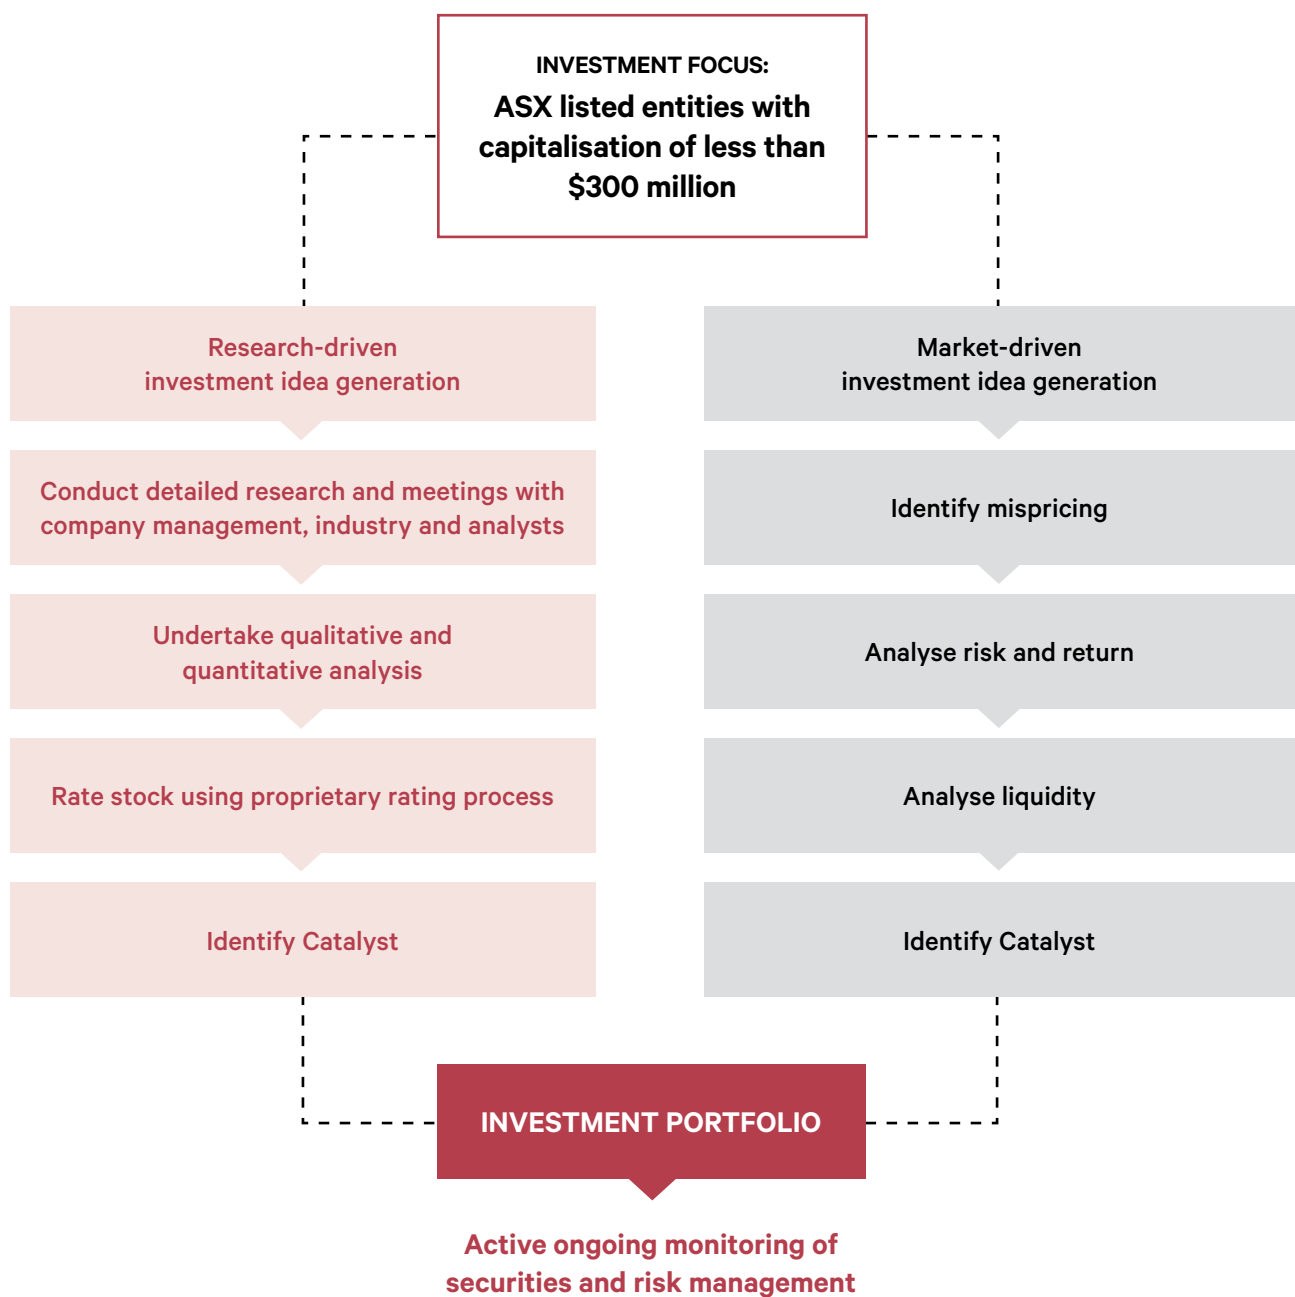 INVESTMENT FOCUS:
ASX listed entities with
capitalisation of less than
$300 million
Research-driven
investment idea generation
Conduct detailed research and meetings with
company management, industry and analysts
Undertake qualitative and
quantitative analysis
Rate stock using proprietary rating process
Identify Catalyst
Market-driven
investment idea generation
Identify mispricing
Analyse risk and return
Analyse liquidity
Identify Catalyst
INVESTMENT PORTFOLIO
Active ongoing monitoring of
securities and risk management